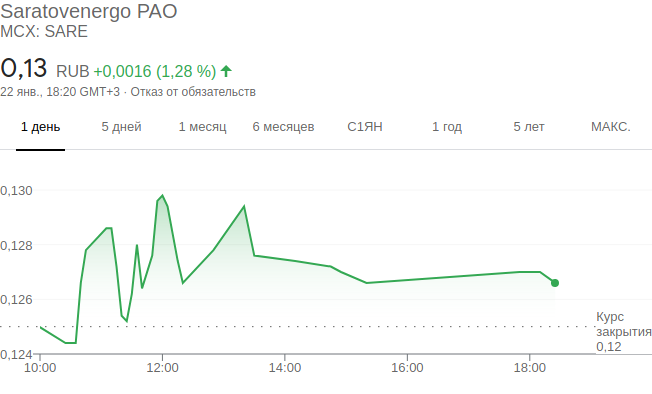 Saratovenergo PAO
MCX: SARE
0,13 RUB +0,0016 (1,28 %)
22 янв., 18:20 GMT+3 · Отказ от обязательств
1 день 5 дней 1 месяц 6 месяцев С1ЯН 1 год 5 лет МАКС.
0,130
0,128
0,126
0,124
Курс
закрытия
0,12
10:00 12:00 14:00 16:00 18:00